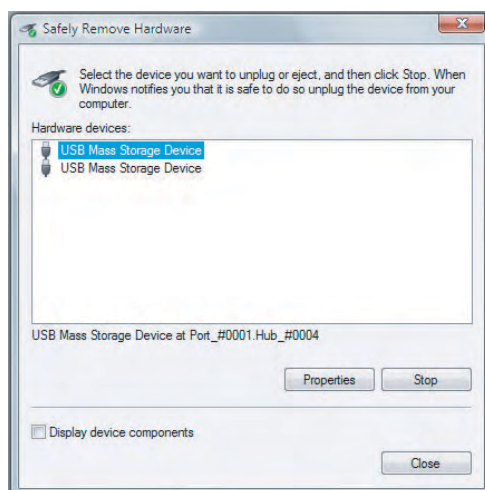 Safely Remove Hardware
Select the device you want to unplug or eject, and then click Stop. When
Windows notifies you that it is safe to do so unplug the device from your
computer.
Hardware devices:
USB Mass Storage Device
USB Mass Storage Device
USB Mass Storage Device at Port_#0001.Hub_#0004
Properties Stop
Display device components
Close